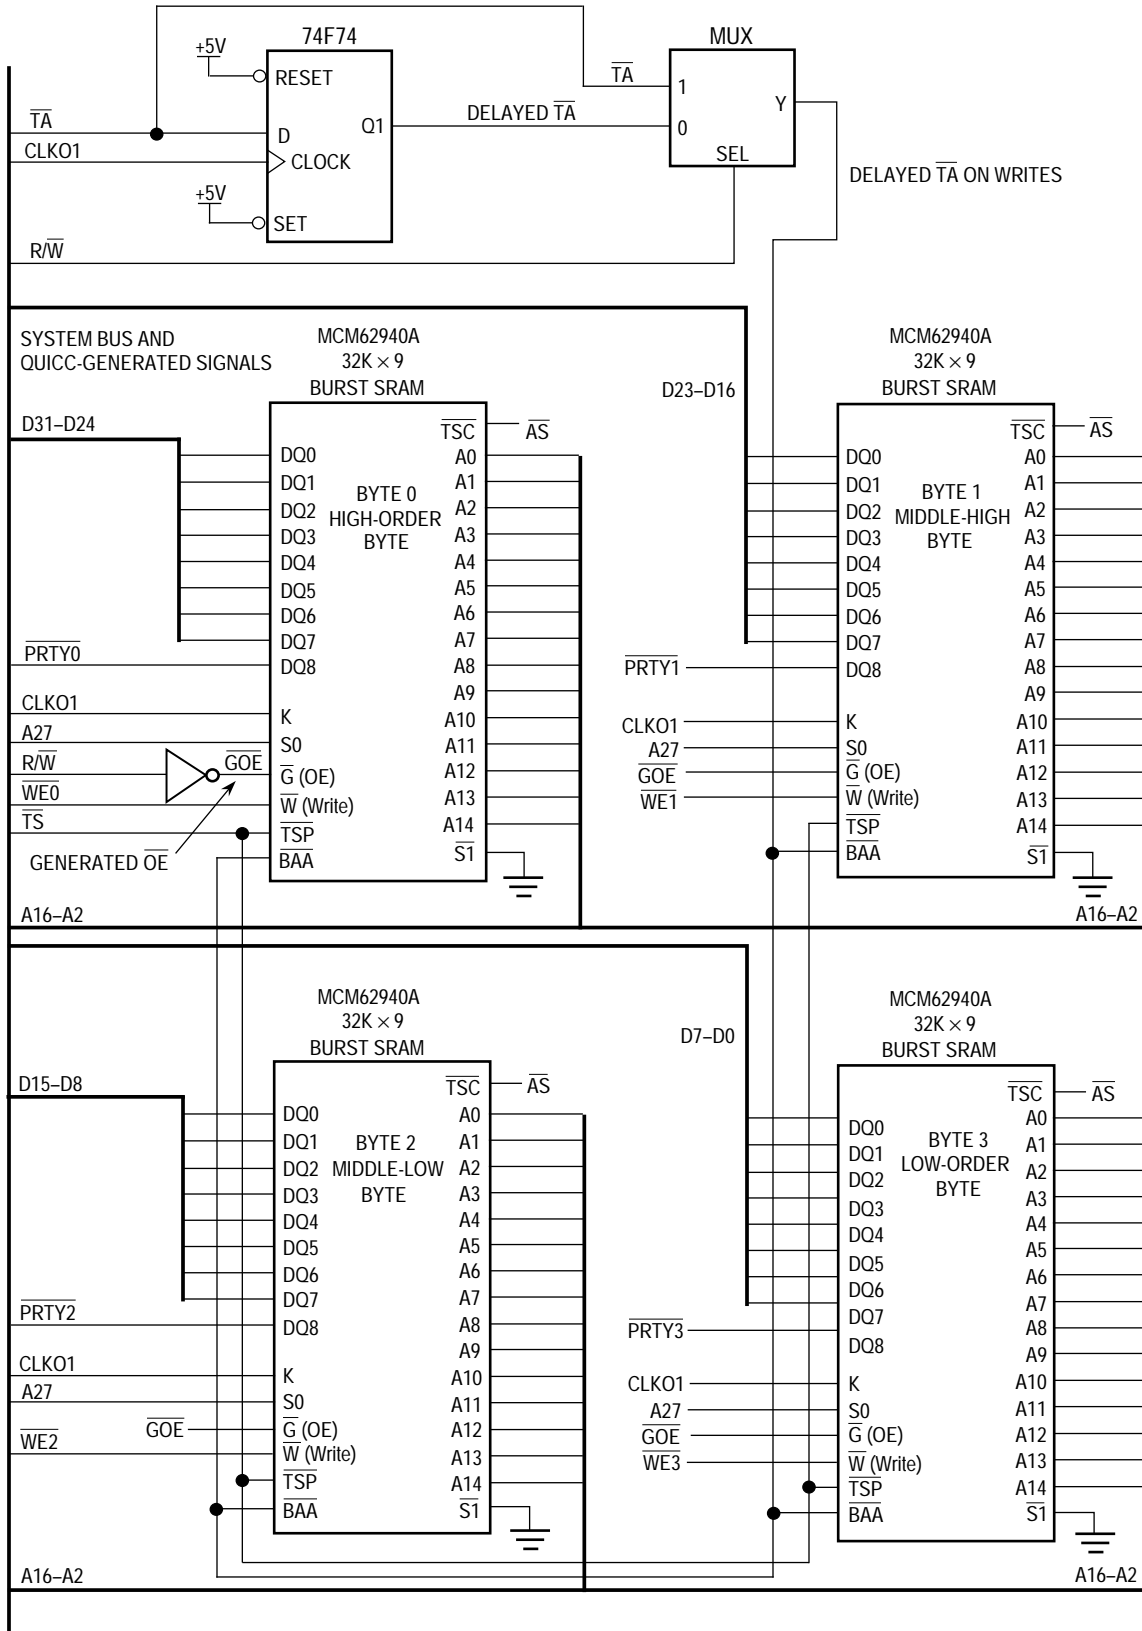 74F74
MUX
+5V
RESET
TA
1
TA
Y
D
Q1
DELAYED TA
0
CLKO1
CLOCK
SEL
DELAYED TA ON WRITES
+5V
SET
R/W
SYSTEM BUS AND
QUICC-GENERATED SIGNALS
MCM62940A
32K × 9
BURST SRAM
D31–D24
TSC
AS
DQ0
DQ1
DQ2
DQ3
DQ4
DQ5
DQ6
DQ7
DQ8
BYTE 0
HIGH-ORDER
BYTE
A0
A1
A2
A3
A4
A5
A6
A7
A8
A9
A10
A11
A12
A13
A14
PRTY0
CLKO1
K
A27
S0
R/W
GOE
G (OE)
WE0
W (Write)
TS
TSP
GENERATED OE
BAA
S1
A16–A2
MCM62940A
32K × 9
BURST SRAM
D23–D16
TSC
AS
DQ0
DQ1
DQ2
DQ3
DQ4
DQ5
DQ6
DQ7
DQ8
BYTE 1
MIDDLE-HIGH
BYTE
A0
A1
A2
A3
A4
A5
A6
A7
A8
A9
A10
A11
A12
A13
A14
PRTY1
CLKO1
K
A27
S0
GOE
G (OE)
WE1
W (Write)
TSP
BAA
S1
A16–A2
MCM62940A
32K × 9
BURST SRAM
D15–D8
TSC
AS
DQ0
DQ1
DQ2
DQ3
DQ4
DQ5
DQ6
DQ7
DQ8
BYTE 2
MIDDLE-LOW
BYTE
A0
A1
A2
A3
A4
A5
A6
A7
A8
A9
A10
A11
A12
A13
A14
PRTY2
CLKO1
K
A27
S0
GOE
G (OE)
WE2
W (Write)
TSP
BAA
S1
A16–A2
MCM62940A
32K × 9
BURST SRAM
D7–D0
TSC
AS
DQ0
DQ1
DQ2
DQ3
DQ4
DQ5
DQ6
DQ7
DQ8
BYTE 3
LOW-ORDER
BYTE
A0
A1
A2
A3
A4
A5
A6
A7
A8
A9
A10
A11
A12
A13
A14
PRTY3
CLKO1
K
A27
S0
GOE
G (OE)
WE3
W (Write)
TSP
BAA
S1
A16–A2